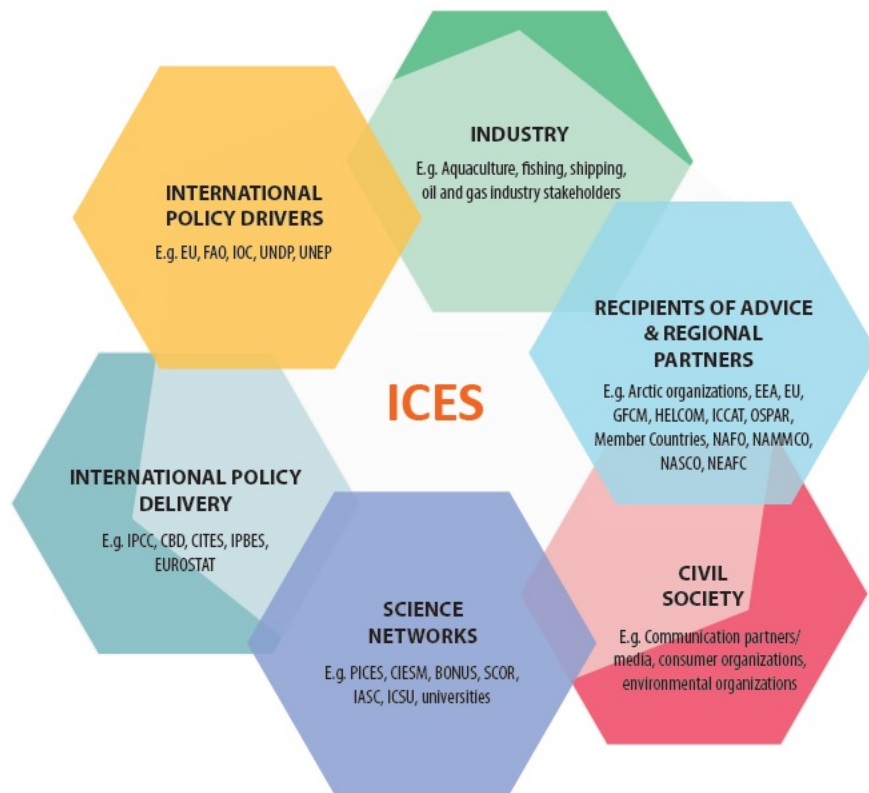 INDUSTRY
E.g. Aquaculture, fishing, shipping,
oil and gas industry stakeholders
INTERNATIONAL
POLICY DRIVERS
E.g. EU, FAO, IOC, UNDP, UNEP
RECIPIENTS OF ADVICE
& REGIONAL
PARTNERS
E.g. Arctic organizations, EEA, EU,
GFCM, HELCOM, ICCAT, OSPAR,
Member Countries, NAFO, NAMMCO,
NASCO, NEAFC
ICES
INTERNATIONAL POLICY
DELIVERY
E.g. IPCC, CBD, CITES, IPBES,
EUROSTAT
CIVIL
SOCIETY
E.g. Communication partners/
media, consumer organizations,
environmental organizations
SCIENCE
NETWORKS
E.g. PICES, CIESM, BONUS, SCOR,
IASC, ICSU, universities